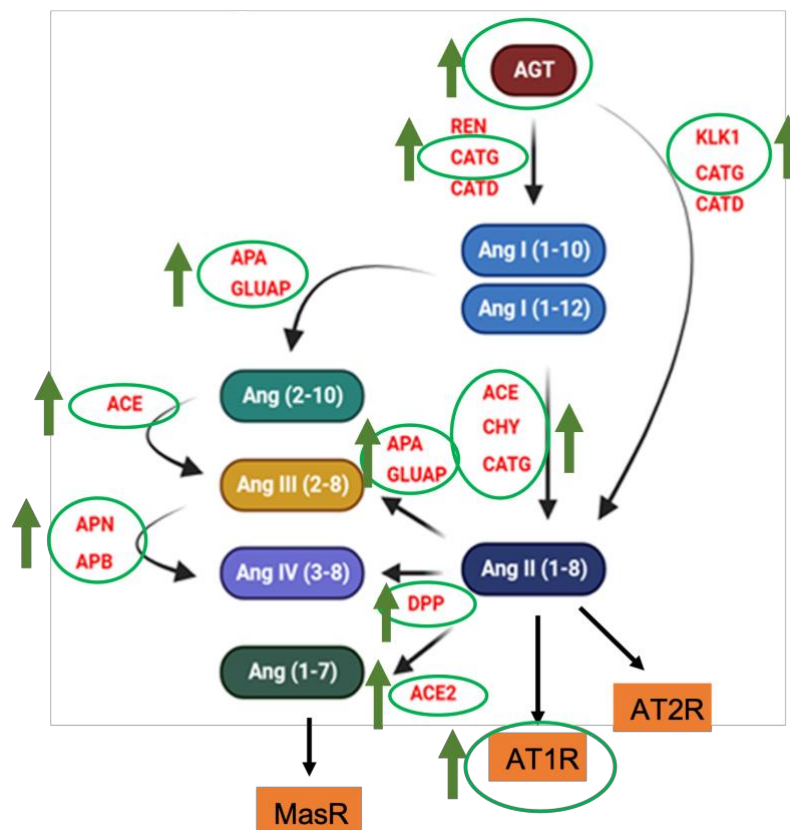 AGT
REN
CATG
CATD
KLK1
CATG
CATD
Ang I (1-10)
Ang I (1-12)
APA
GLUAP
Ang (2-10)
ACE
ACE
CHY
CATG
APA
GLUAP
Ang III (2-8)
APN
APB
Ang IV (3-8)
Ang II (1-8)
DPP
Ang (1-7)
ACE2
AT2R
AT1R
MasR